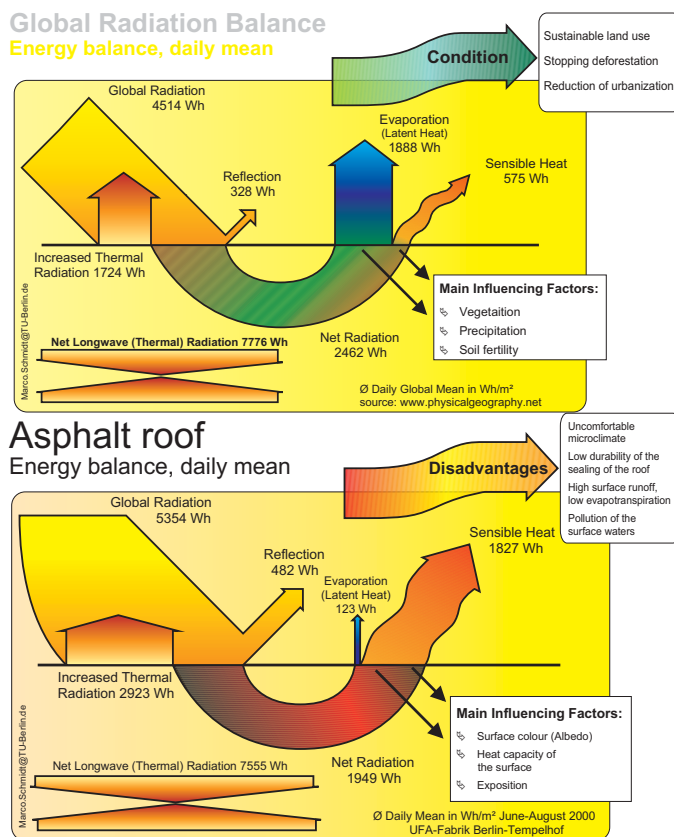 Global Radiation Balance
Energy balance, daily mean
Condition
Sustainable land use
Stopping deforestation
Reduction of urbanization
Global Radiation
4514 Wh
Evaporation
(Latent Heat)
1888 Wh
Reflection
328 Wh
Sensible Heat
575 Wh
Increased Thermal
Radiation 1724 Wh
Main Influencing Factors:
Vegetaition
Precipitation
Soil fertility
Net Radiation
2462 Wh
Net Longwave (Thermal) Radiation 7776 Wh
Ø Daily Global Mean in Wh/m²
source: www.physicalgeography.net
Marco.Schmidt@TU-Berlin.de
Asphalt roof
Energy balance, daily mean
Disadvantages
Uncomfortable
microclimate
Low durability of the
sealing of the roof
High surface runoff,
low evapotranspiration
Pollution of the
surface waters
Global Radiation
5354 Wh
Reflection
482 Wh
Evaporation
(Latent Heat)
123 Wh
Sensible Heat
1827 Wh
Increased Thermal
Radiation 2923 Wh
Main Influencing Factors:
Surface colour (Albedo)
Heat capacity of
the surface
Exposition
Net Radiation
1949 Wh
Net Longwave (Thermal) Radiation 7555 Wh
Ø Daily Mean in Wh/m² June-August 2000
UFA-Fabrik Berlin-Tempelhof
Marco.Schmidt@TU-Berlin.de